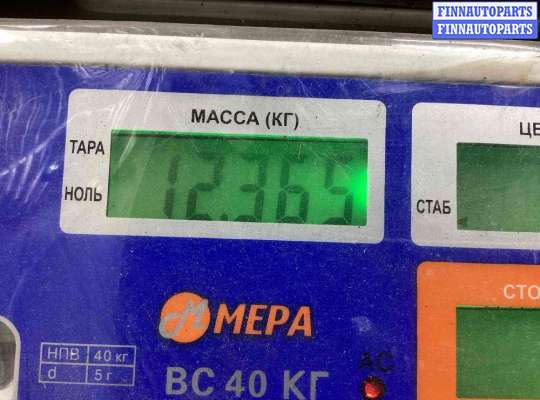 FINNAUTOPARTS
FINNAUTOPARTS
МАССА (КГ)
ЦЕ
ТАРА
НОЛЬ
12.365
СТАБ
СТО
М МЕРА
НПВ 40 кг
d 5 г
ВС 40 КГ
АС